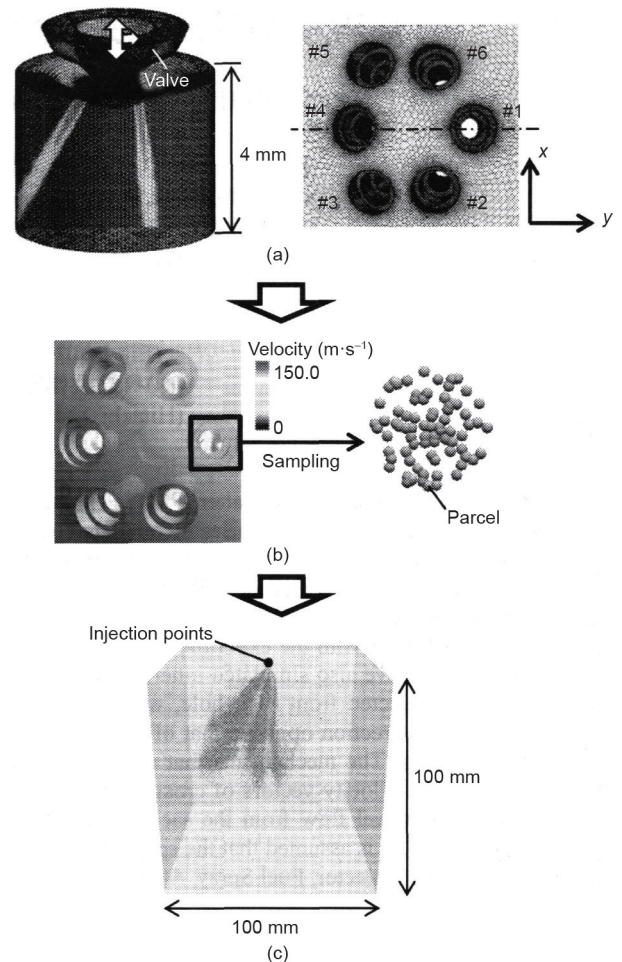 Valve
4 mm
#5
#6
#4
#1
#3
#2
x
y
(a)
Velocity (m·s⁻¹)
150.0
0
Sampling
Parcel
(b)
Injection points
100 mm
100 mm
(c)